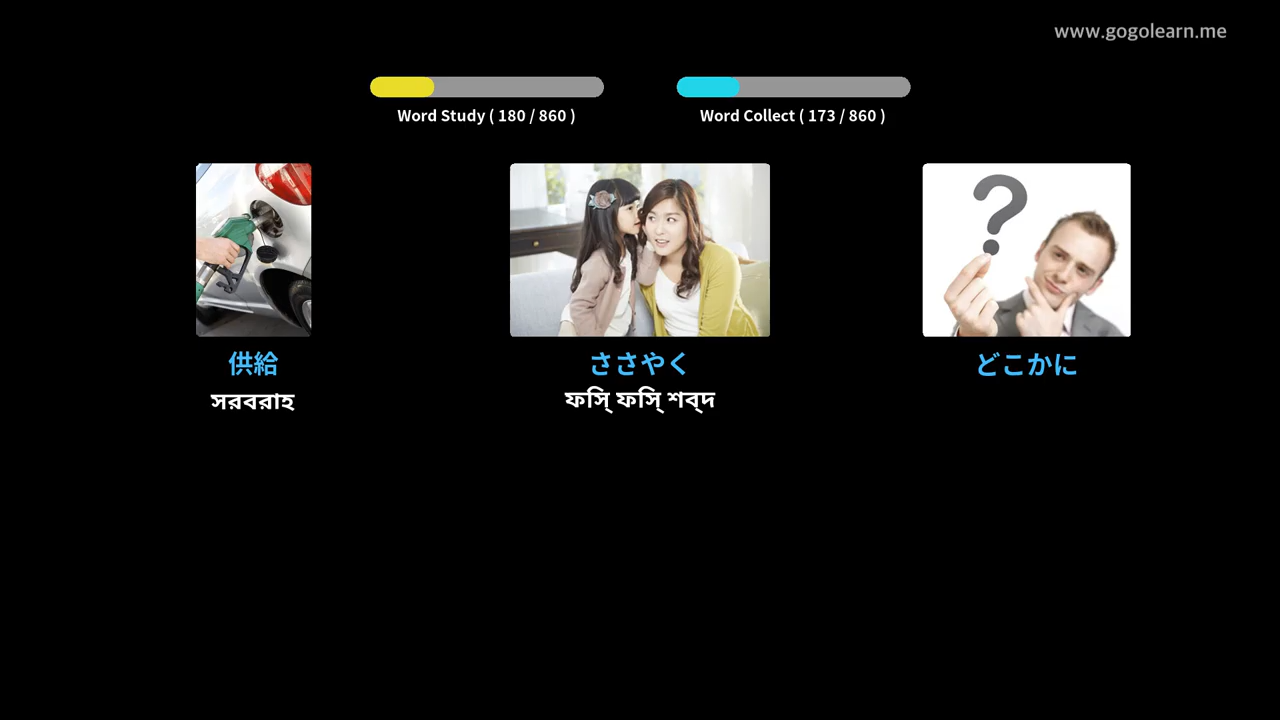 www.gogolearn.me
Word Study ( 180 / 860 )
Word Collect ( 173 / 860 )
供給
ささやく
どこかに
সরবরাহ
ফসি্ ফসি্ শব্দ